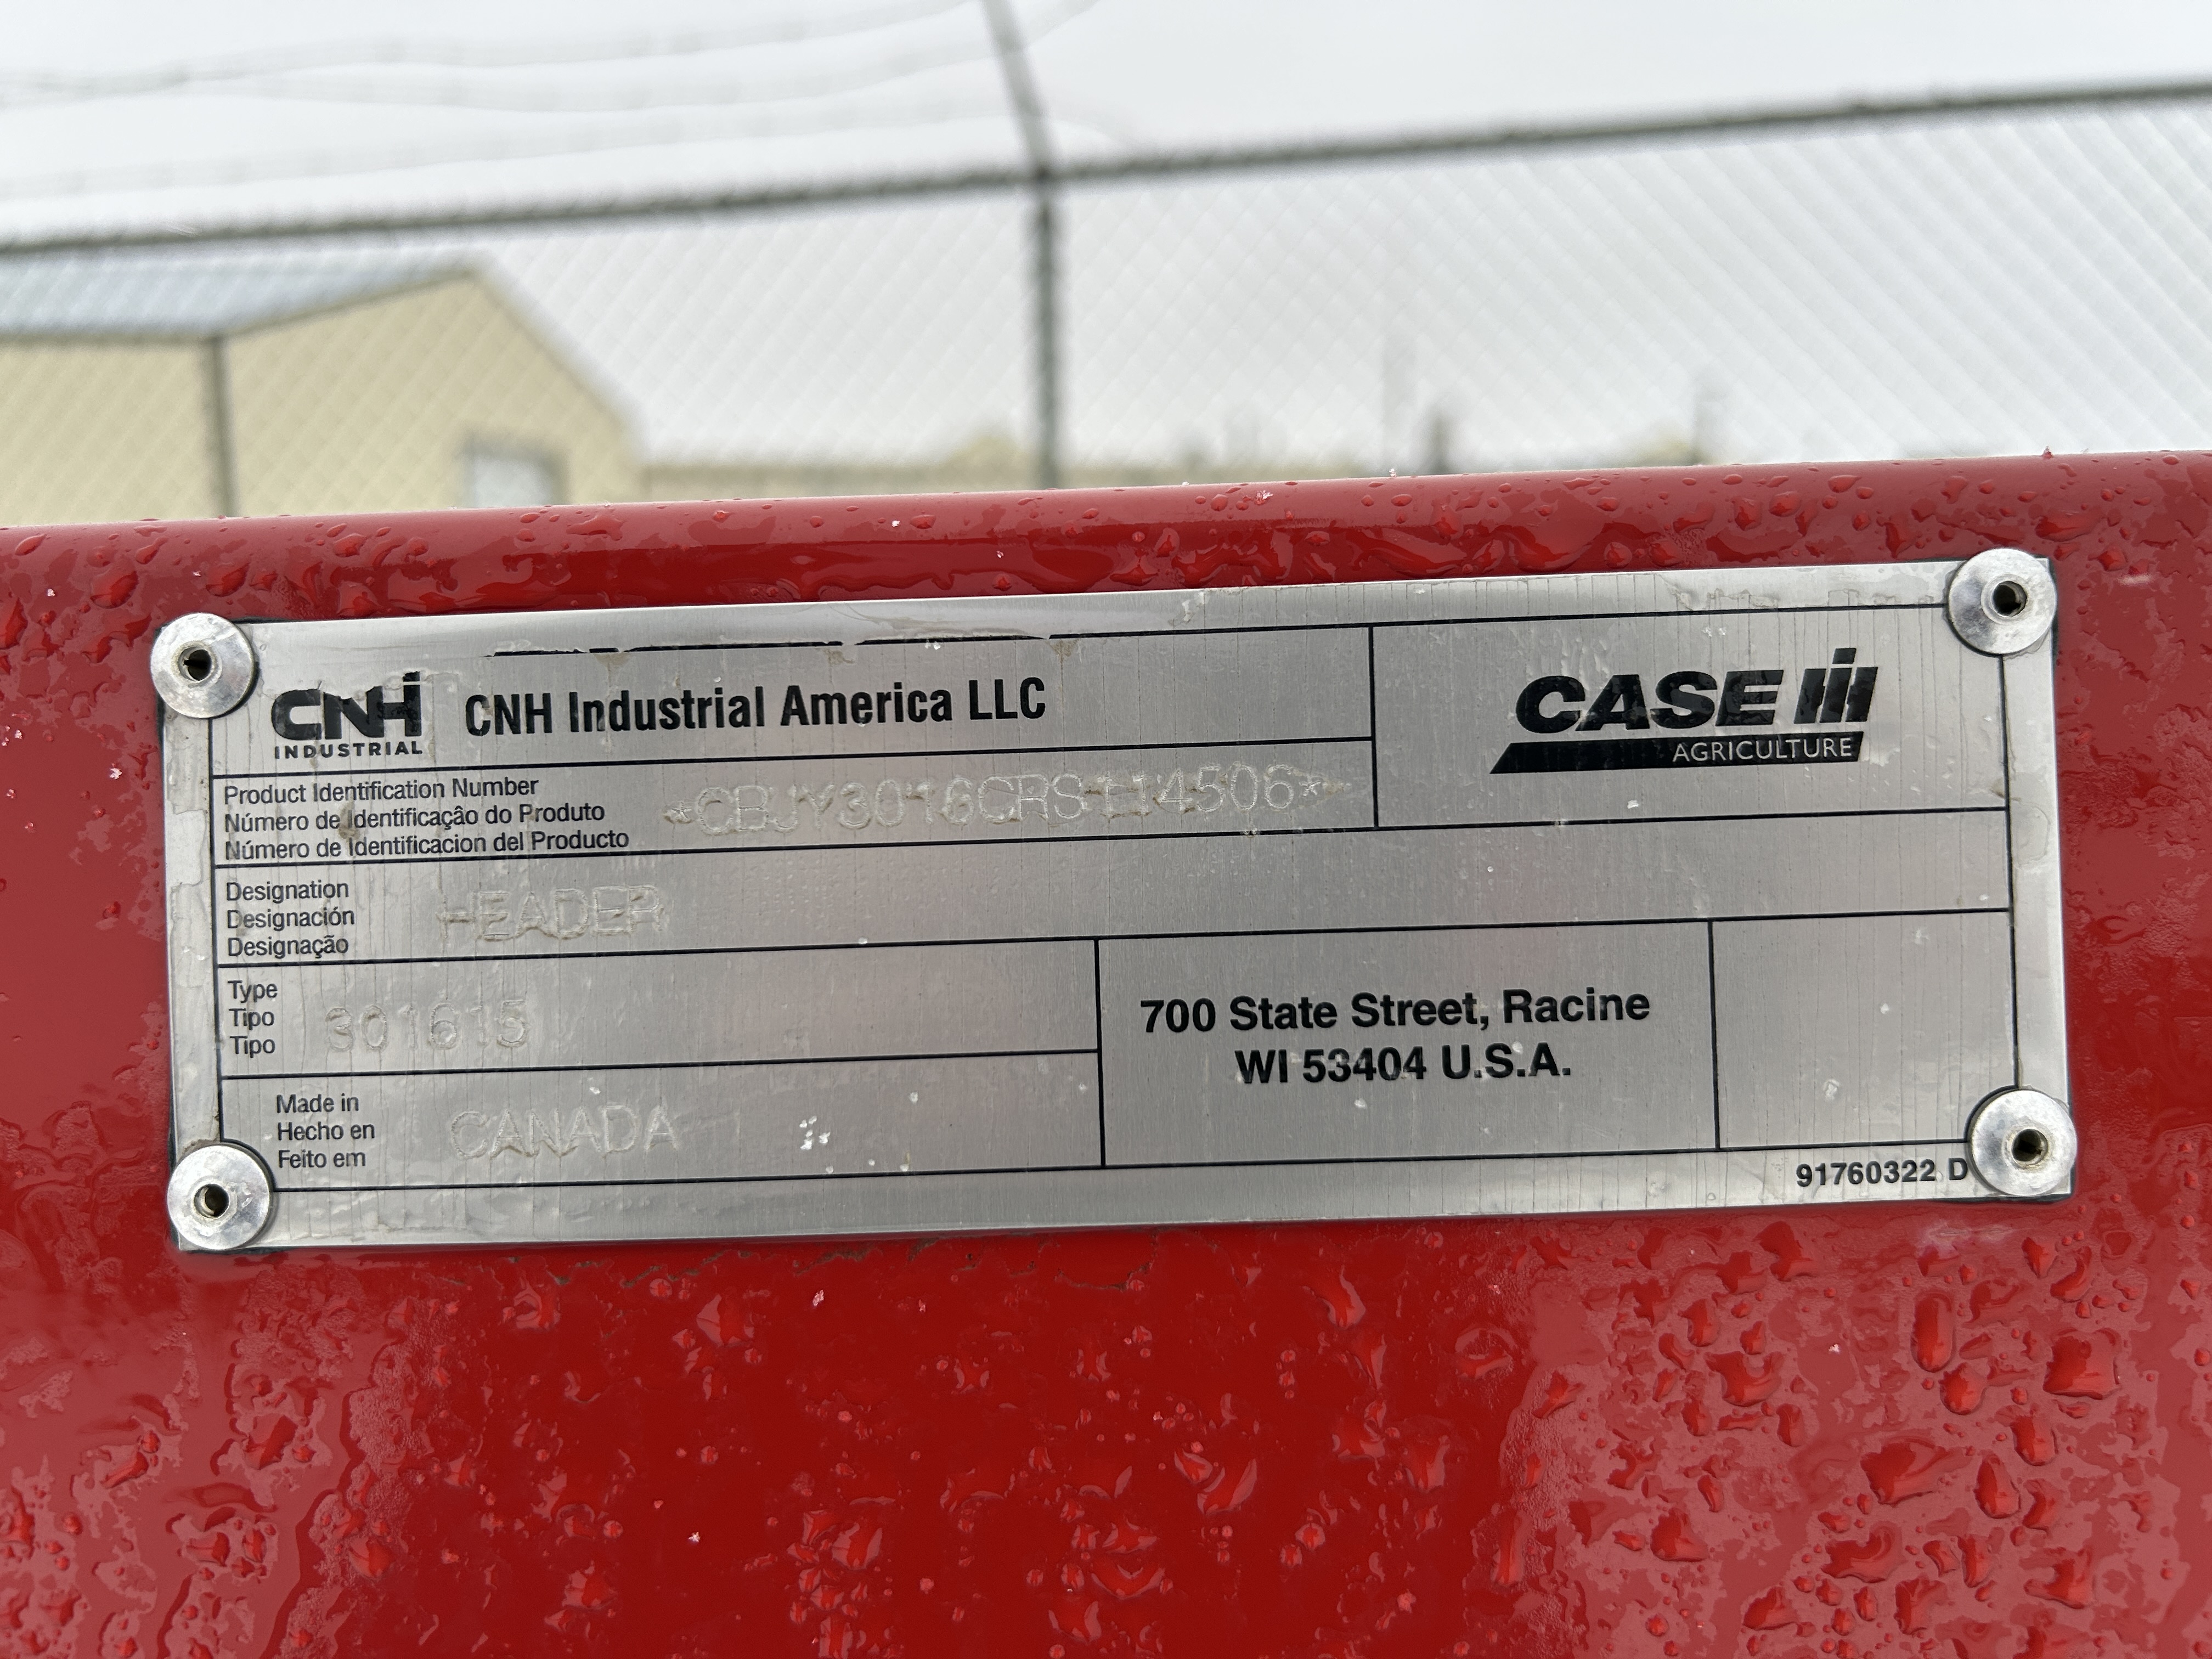 CNH
INDUSTRIAL
CNH Industrial America LLC
CASE IH
AGRICULTURE
Product Identification Number
Número de Identificação do Produto
Número de Identificacion del Producto
*CBJY3016CRS114506*
Designation
Designación
Designação
HEADER
Type
Tipo
Tipo
301615
Made in
Hecho en
Feito em
CANADA
700 State Street, Racine
WI 53404 U.S.A.
91760322 D